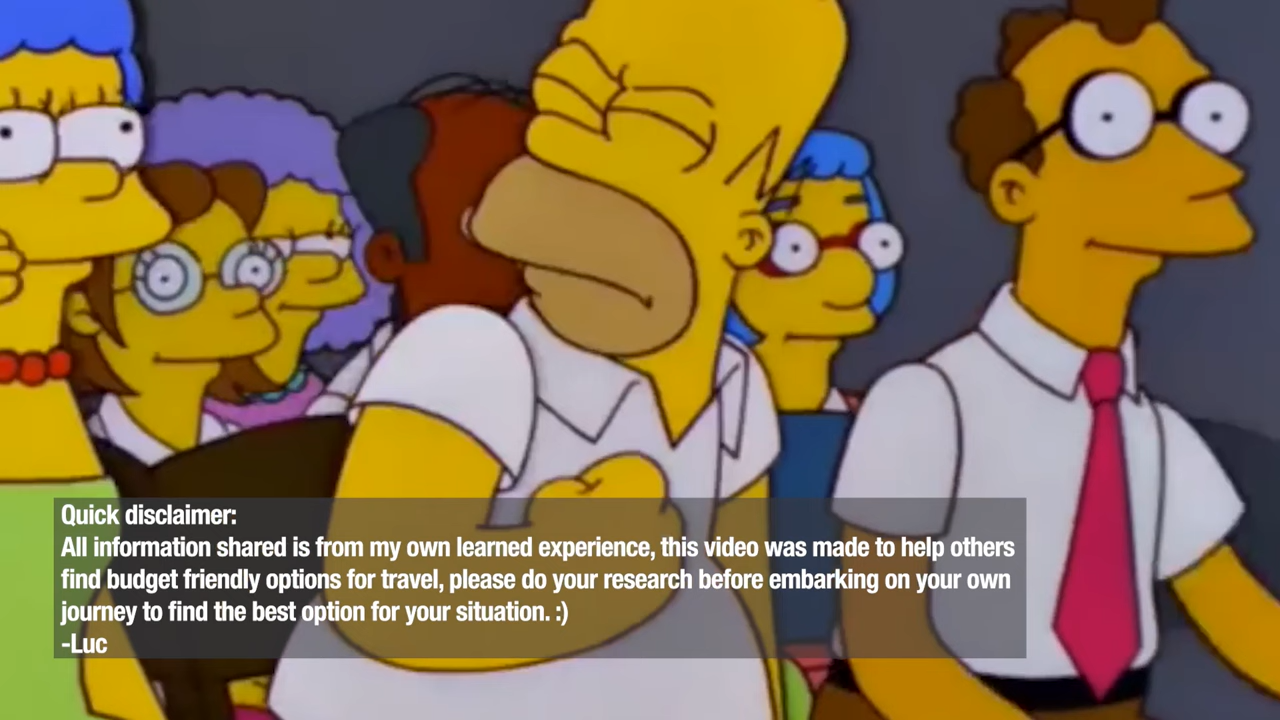 Quick disclaimer:
All information shared is from my own learned experience, this video was made to help others
find budget friendly options for travel, please do your research before embarking on your own
journey to find the best option for your situation. :)
-Luc